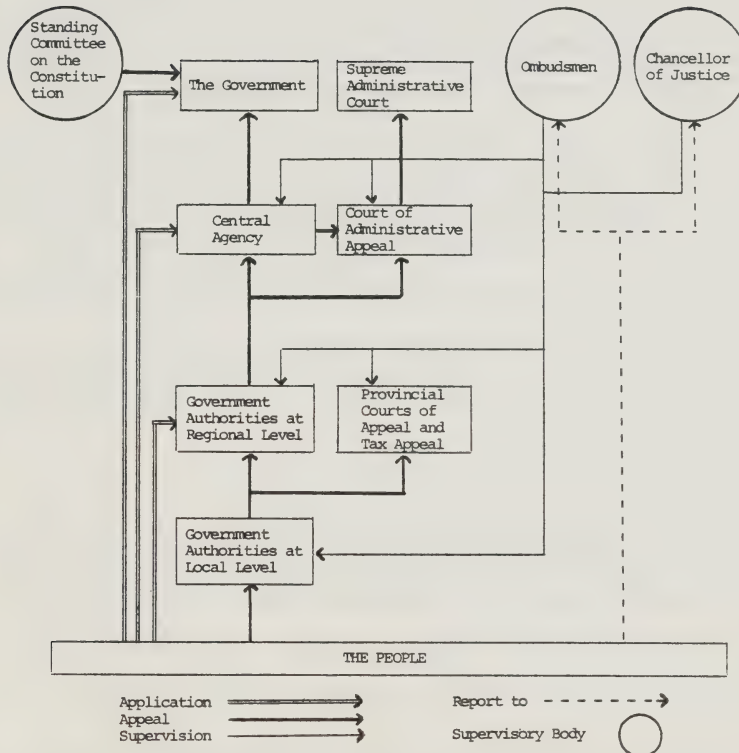 Standing
Committee
on the
Constitu-
tion
The Government
Supreme
Administrative
Court
Ombudsmen
Chancellor
of Justice
Central
Agency
Court of
Administrative
Appeal
Government
Authorities at
Regional Level
Provincial
Courts of
Appeal and
Tax Appeal
Government
Authorities at
Local Level
THE PEOPLE
Application
Appeal
Supervision
Report to
Supervisory Body